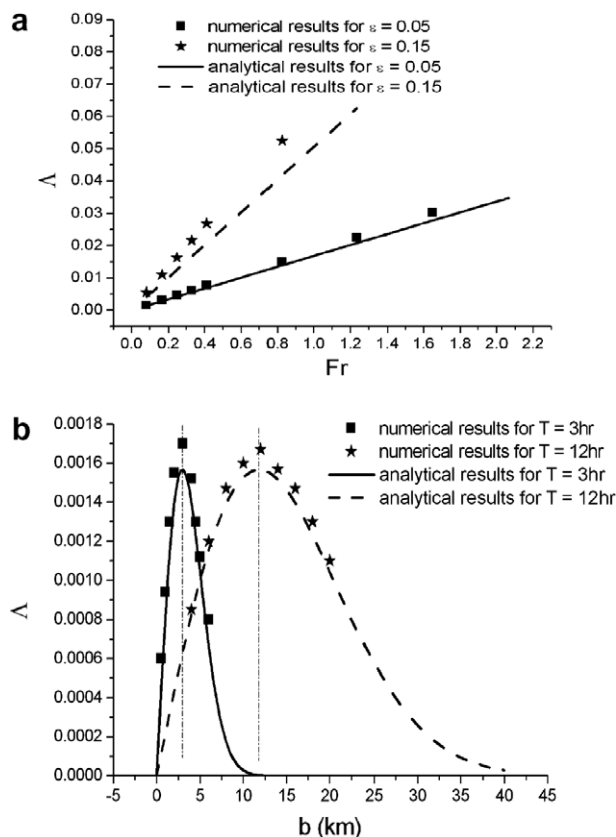 a
numerical results for ε = 0.05
numerical results for ε = 0.15
analytical results for ε = 0.05
analytical results for ε = 0.15
0.09
0.08
0.06
0.05
0.03
0.02
0.01
0.00
Λ
0.0 0.2 0.4 0.6 0.8 1.0 1.2 1.4 1.6 1.8 2.0 2.2
Fr
b
numerical results for T = 3hr
numerical results for T = 12hr
analytical results for T = 3hr
analytical results for T = 12hr
0.0018
0.0016
0.0014
0.0012
0.0010
0.0008
0.0006
0.0004
0.0002
0.0000
Λ
-5 0 5 10 15 20 25 30 35 40 45
b (km)